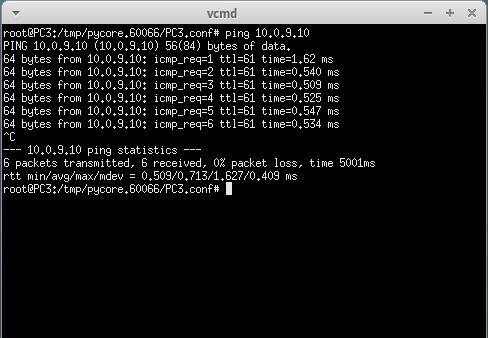 vcmd
root@PC3:/tmp/pycore.60066/PC3.conf# ping 10.0.9.10
PING 10.0.9.10 (10.0.9.10) 56(84) bytes of data.
64 bytes from 10.0.9.10: icmp_req=1 ttl=61 time=1.62 ms
64 bytes from 10.0.9.10: icmp_req=2 ttl=61 time=0.540 ms
64 bytes from 10.0.9.10: icmp_req=3 ttl=61 time=0.509 ms
64 bytes from 10.0.9.10: icmp_req=4 ttl=61 time=0.525 ms
64 bytes from 10.0.9.10: icmp_req=5 ttl=61 time=0.547 ms
64 bytes from 10.0.9.10: icmp_req=6 ttl=61 time=0.534 ms
^C
--- 10.0.9.10 ping statistics ---
6 packets transmitted, 6 received, 0% packet loss, time 5001ms
rtt min/avg/max/mdev = 0.509/0.713/1.627/0.409 ms
root@PC3:/tmp/pycore.60066/PC3.conf#